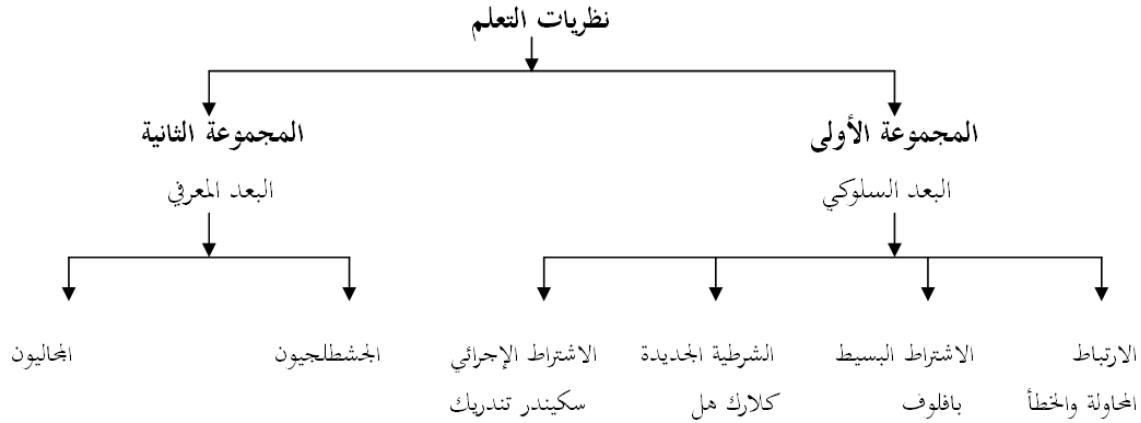 نظريات التعلم
المجموعة الأولى
المجموعة الثانية
البعد السلوكي
البعد المعرفي
الارتباط
الاشتراط البسيط
الشرطية الجديدة
الاشتراط الإجرائي
الجشطلجيون
المجاليون
المحاولة والخطأ
بافلوف
كلارك هل
سكيندر تندريك